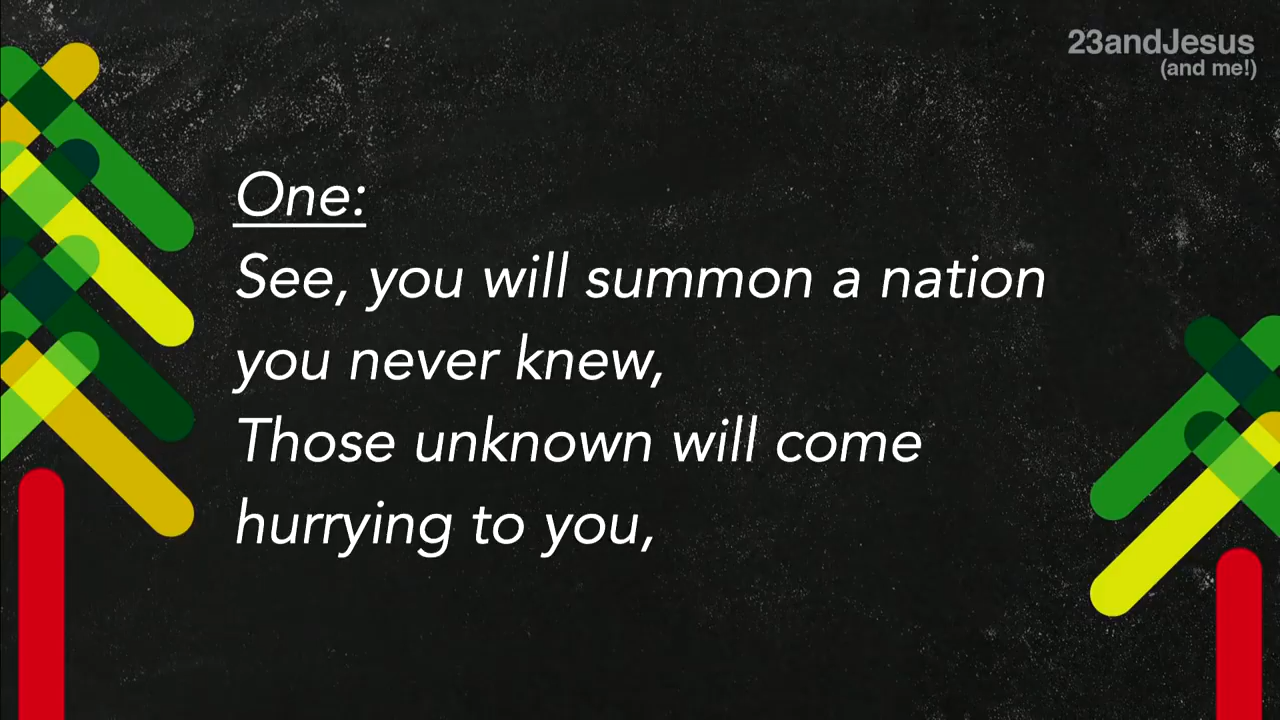 23andJesus
(and me!)
One:
See, you will summon a nation
you never knew,
Those unknown will come
hurrying to you,